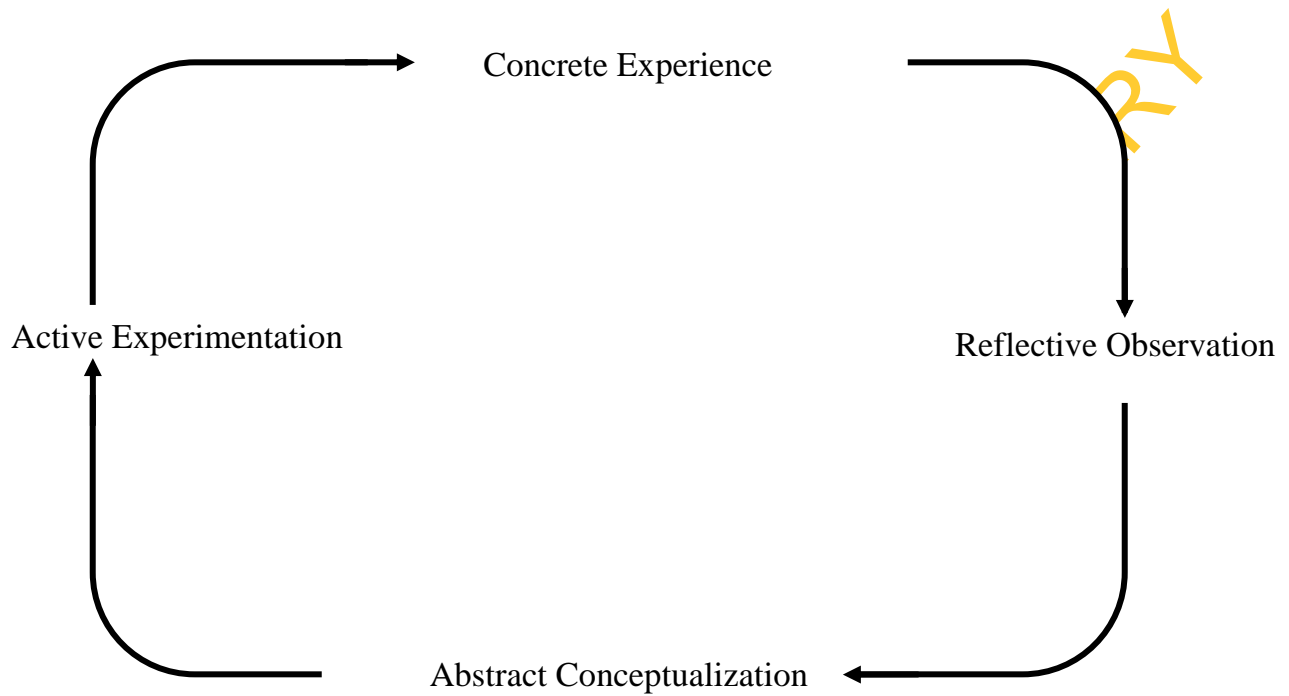 RY
Concrete Experience
Active Experimentation
Reflective Observation
Abstract Conceptualization